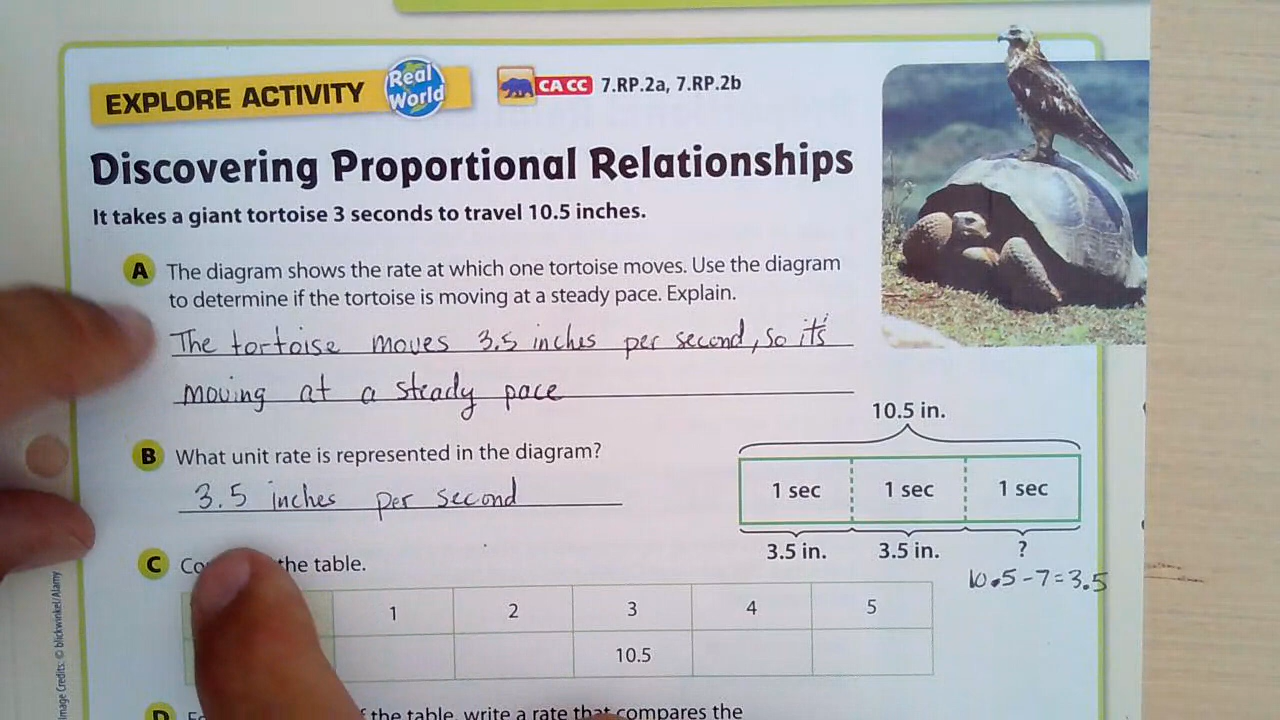 EXPLORE ACTIVITY
Real World
CA CC 7.RP.2a, 7.RP.2b
Discovering Proportional Relationships
It takes a giant tortoise 3 seconds to travel 10.5 inches.
A The diagram shows the rate at which one tortoise moves. Use the diagram
to determine if the tortoise is moving at a steady pace. Explain.
The tortoise moves 3.5 inches per second, so it's
moving at a steady pace
10.5 in.
B What unit rate is represented in the diagram?
3.5 inches per second
1 sec 1 sec 1 sec
3.5 in. 3.5 in. ?
10.5-7=3.5
C the table.
1 2 3 4 5
10.5
D the table, write a rate that compares the
Image Credits: © blickwinkel/Alamy